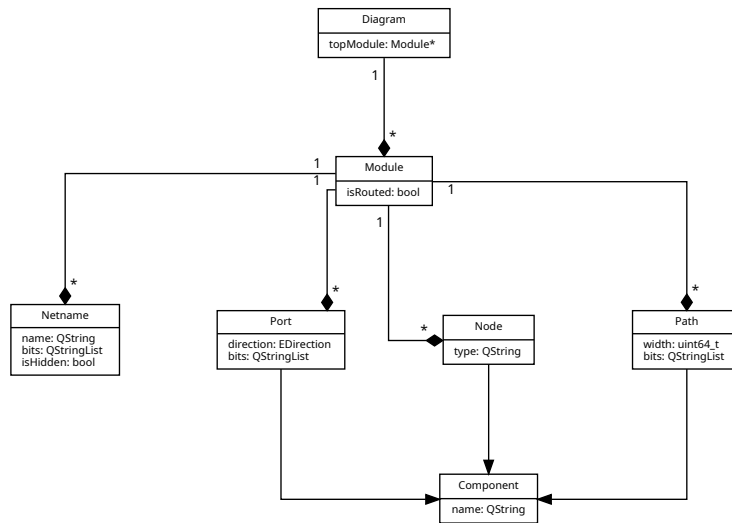 Diagram
topModule: Module*
1
*
Module
isRouted: bool
1
1
1
1
*
Netname
name: QString
bits: QStringList
isHidden: bool
*
Port
direction: EDirection
bits: QStringList
*
Node
type: QString
*
Path
width: uint64_t
bits: QStringList
Component
name: QString